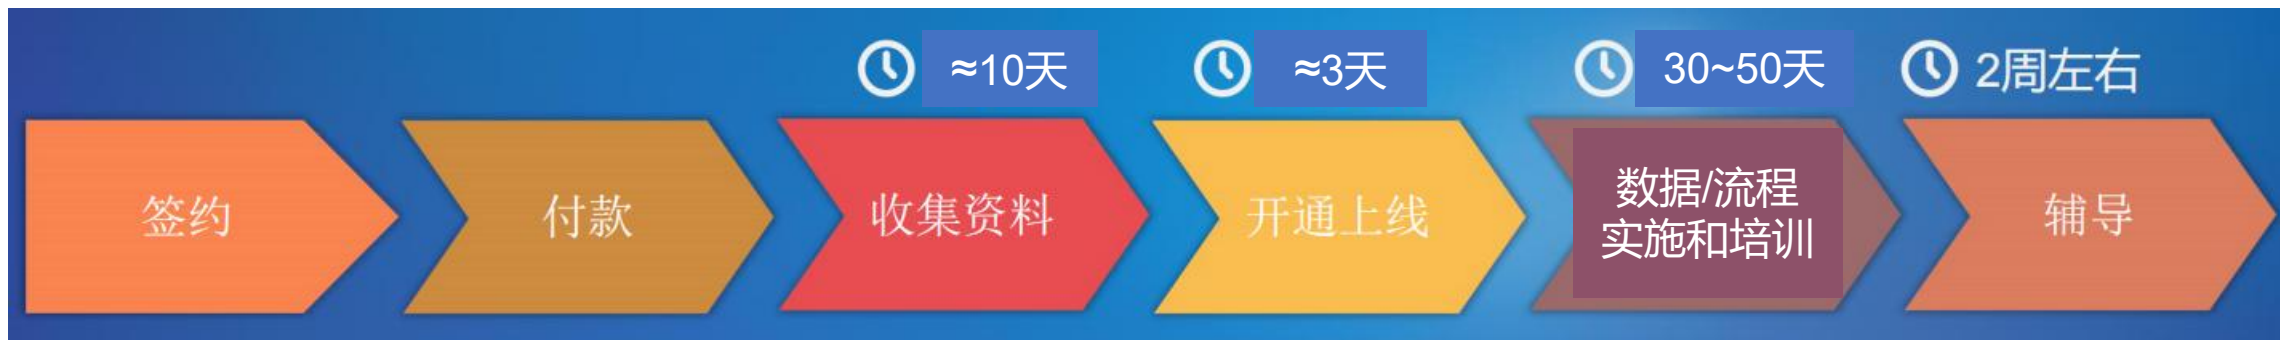 ≈10天
≈3天
30~50天
2周左右
签约
付款
收集资料
开通上线
数据/流程
实施和培训
辅导